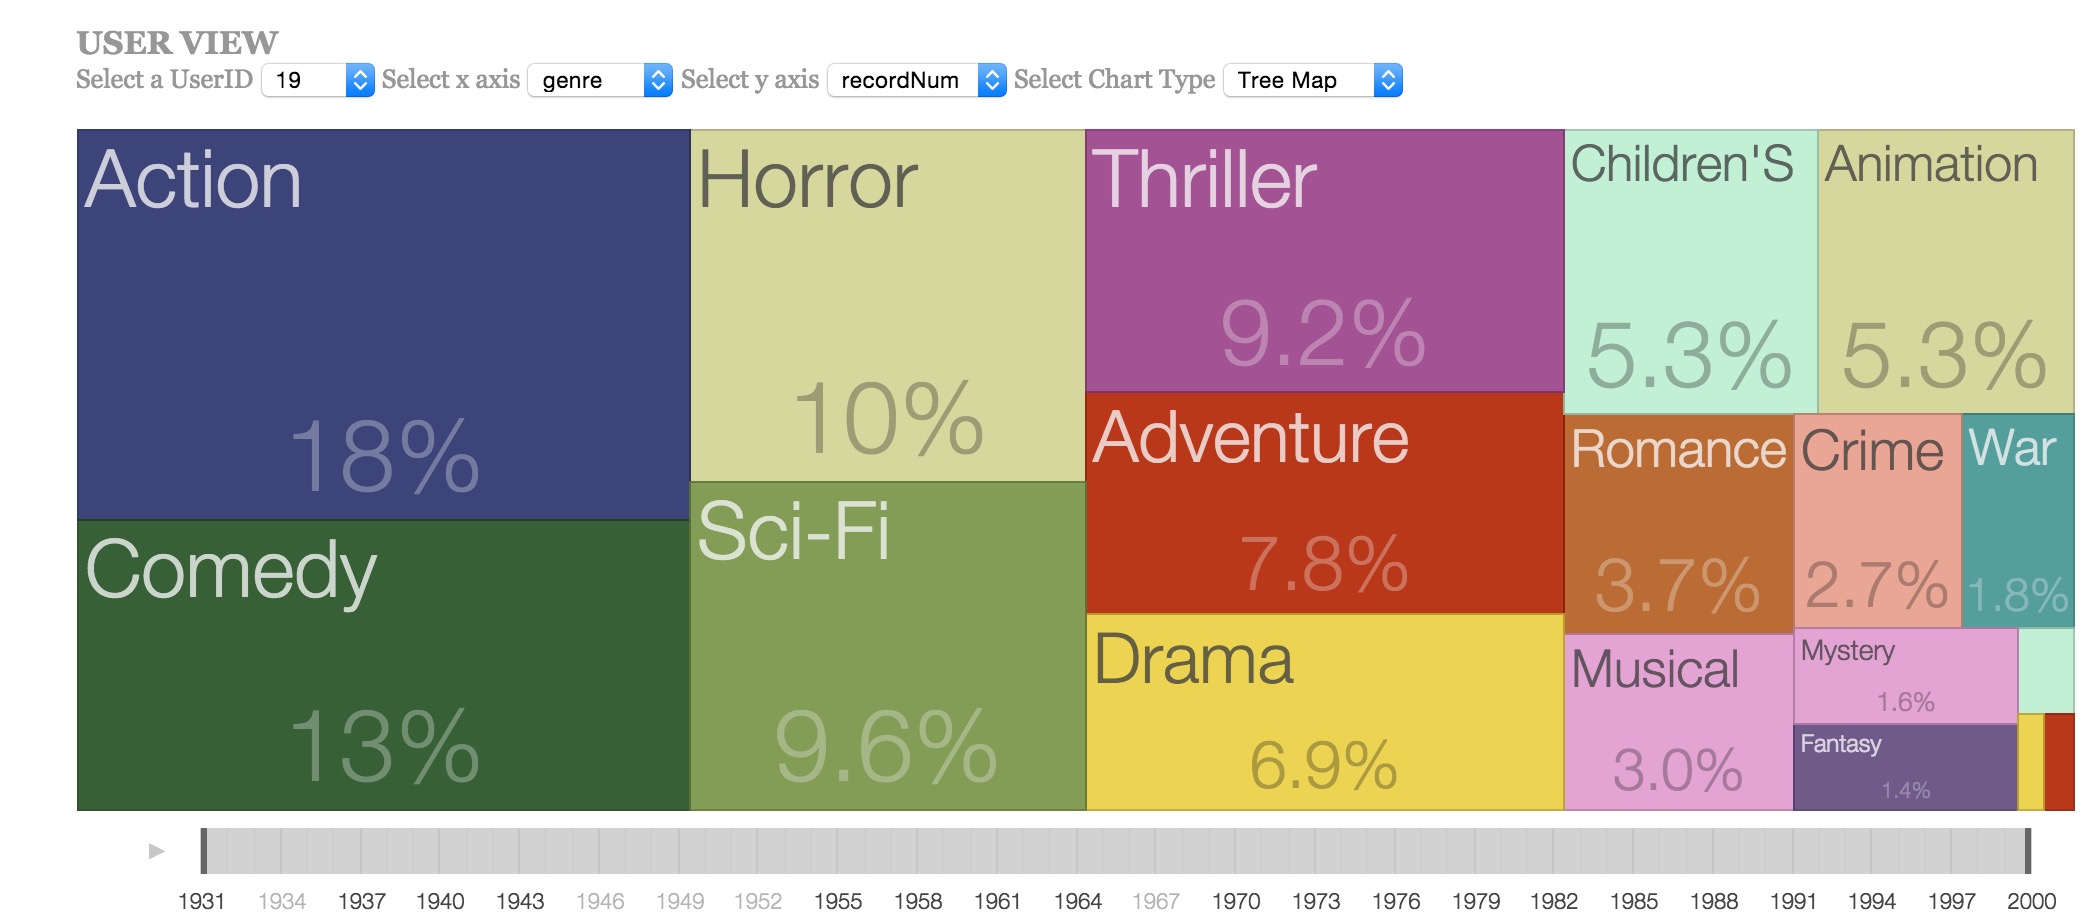 USER VIEW
Select a UserID 19 Select x axis genre Select y axis recordNum Select Chart Type Tree Map
Action
18%
Comedy
13%
Horror
10%
Sci-Fi
9.6%
Thriller
9.2%
Adventure
7.8%
Drama
6.9%
Children'S
5.3%
Animation
5.3%
Romance
3.7%
Crime
2.7%
War
1.8%
Musical
3.0%
Mystery
1.6%
Fantasy
1.4%
1931 1934 1937 1940 1943 1946 1949 1952 1955 1958 1961 1964 1967 1970 1973 1976 1979 1982 1985 1988 1991 1994 1997 2000